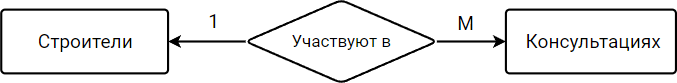 Строители
1
Участвуют в
М
Консультациях